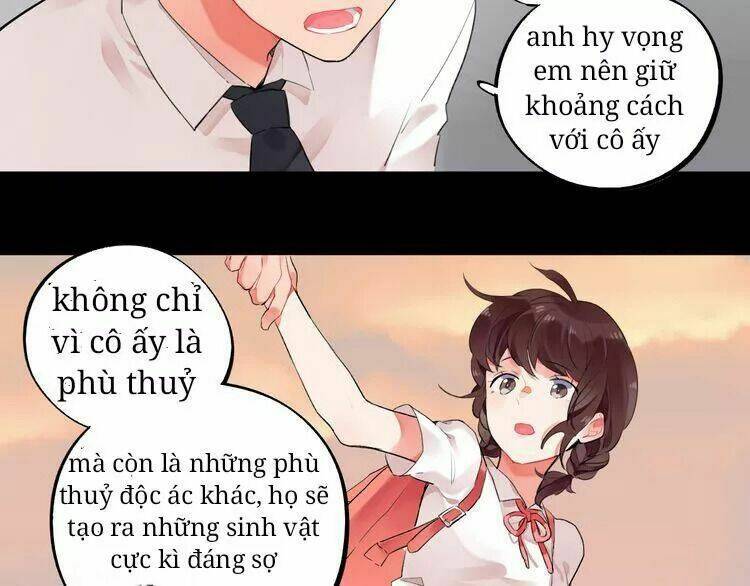 anh hy vọng
em nên giữ
khoảng cách
với cô ấy
không chỉ
vì cô ấy là
phù thuỷ
mà còn là những phù
thuỷ độc ác khác, họ sẽ
tạo ra những sinh vật
cực kì đáng sợ